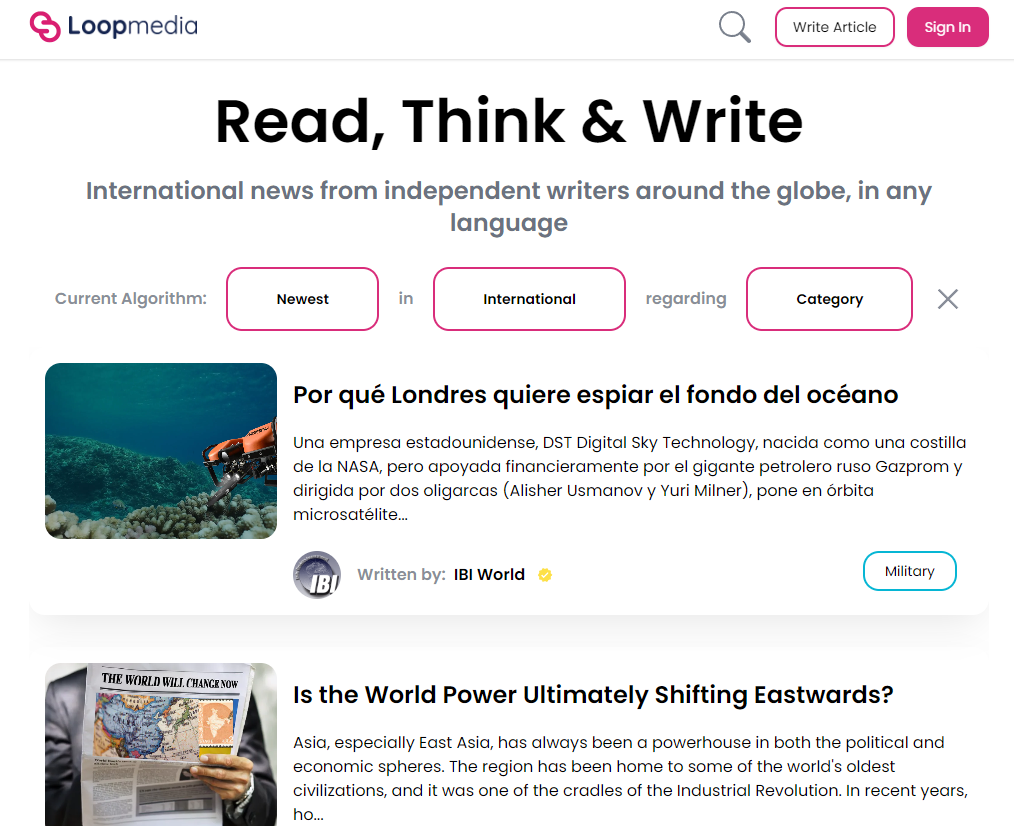 Loopmedia
Write Article
Sign In
Read, Think & Write
International news from independent writers around the globe, in any
language
Current Algorithm:
Newest
in
International
regarding
Category
Por qué Londres quiere espiar el fondo del océano
Una empresa estadounidense, DST Digital Sky Technology, nacida como una costilla
de la NASA, pero apoyada financieramente por el gigante petrolero ruso Gazprom y
dirigida por dos oligarcas (Alisher Usmanov y Yuri Milner), pone en órbita
microsatélite...
IBI
Written by: IBI World
Military
THE WORLD WILL CHANGE NOW
Is the World Power Ultimately Shifting Eastwards?
Asia, especially East Asia, has always been a powerhouse in both the political and
economic spheres. The region has been home to some of the world's oldest
civilizations, and it was one of the cradles of the Industrial Revolution. In recent years,
ho...